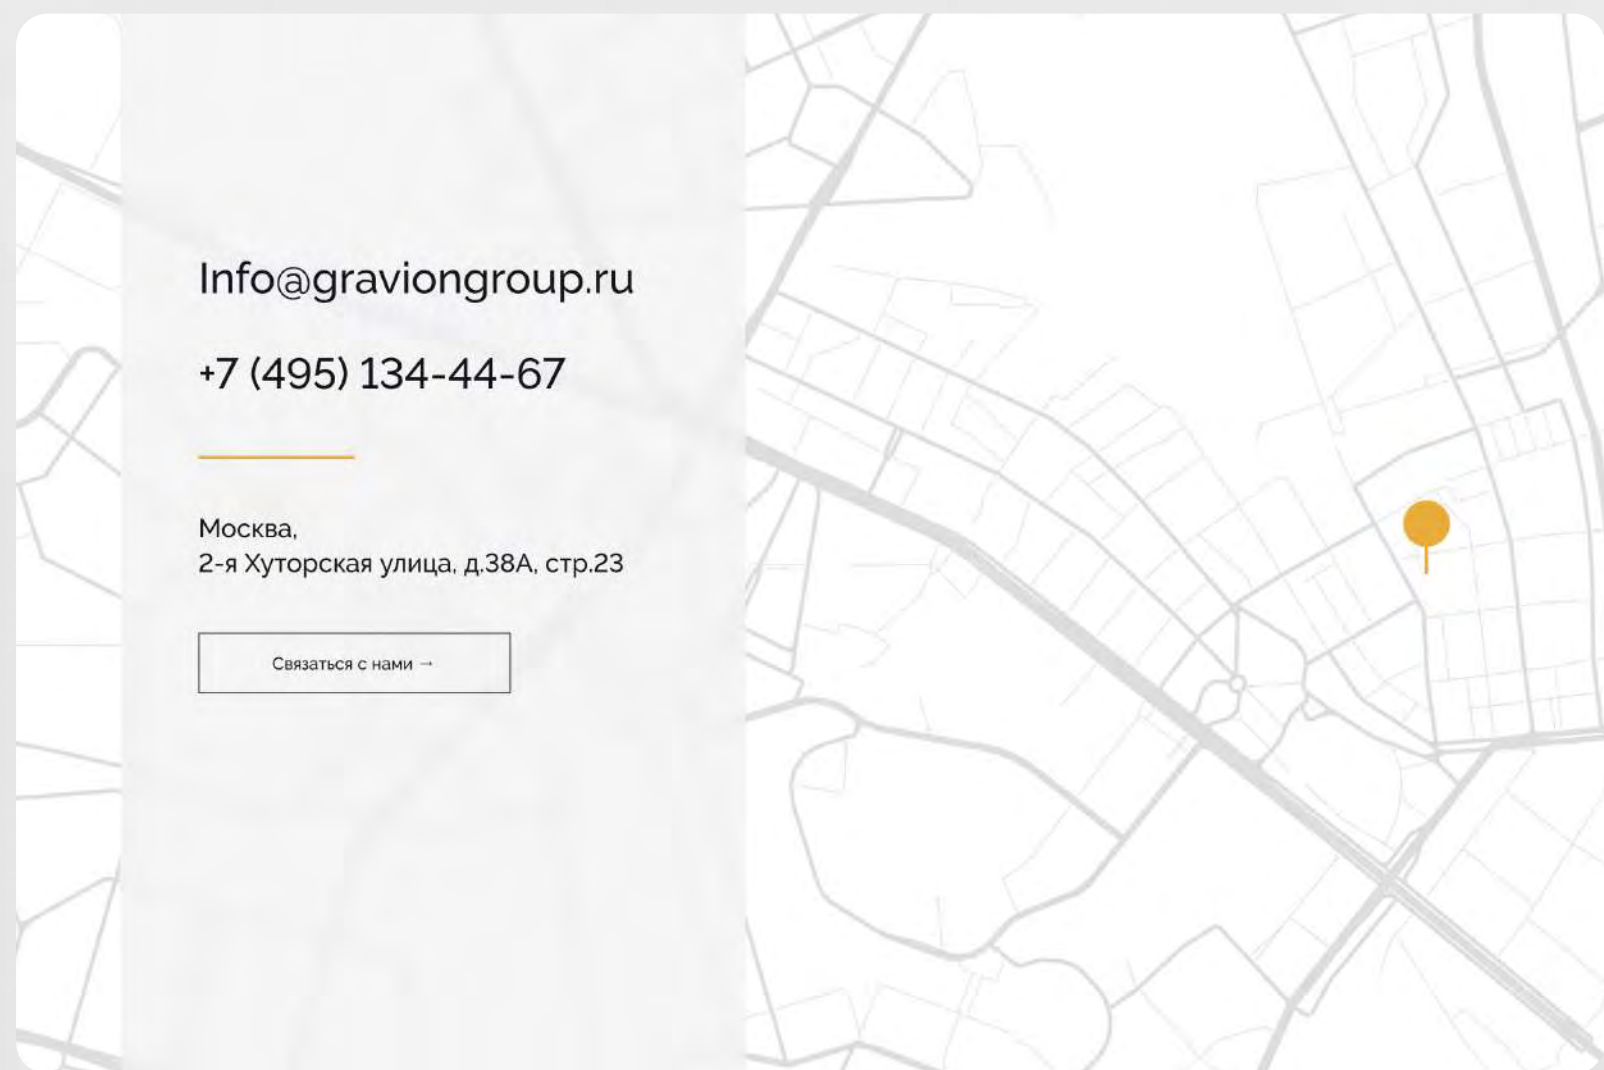 Info@graviongroup.ru
+7 (495) 134-44-67
Москва,
2-я Хуторская улица, д.38А, стр.23
Связаться с нами →